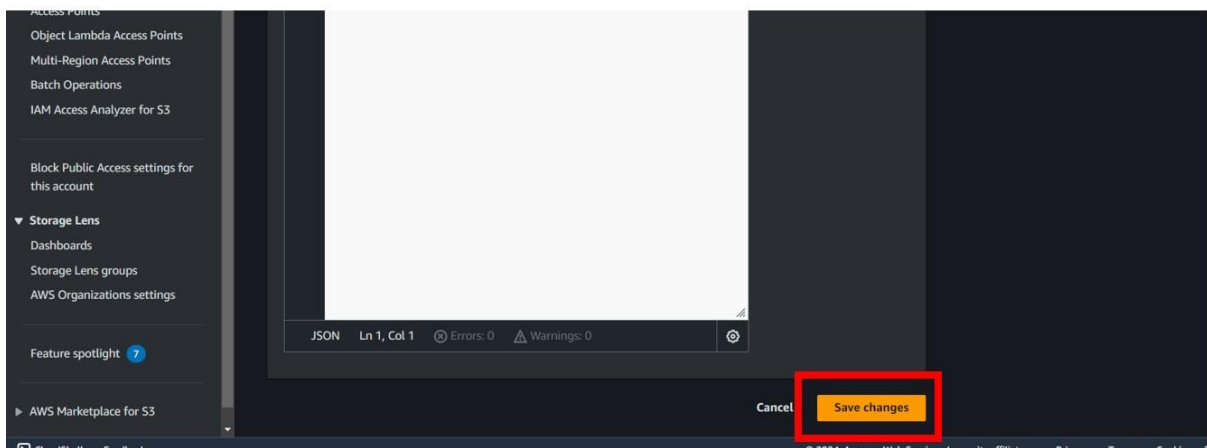 Access Points
Object Lambda Access Points
Multi-Region Access Points
Batch Operations
IAM Access Analyzer for S3
Block Public Access settings for
this account
Storage Lens
Dashboards
Storage Lens groups
AWS Organizations settings
Feature spotlight 7
AWS Marketplace for S3
JSON Ln 1, Col 1 Errors: 0 Warnings: 0
Cancel Save changes